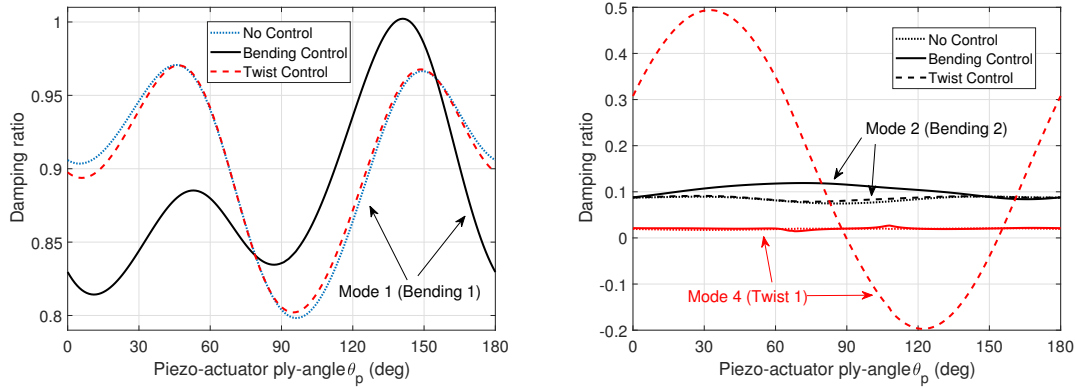 1
0.95
0.9
0.85
0.8
Damping ratio
No Control
Bending Control
Twist Control
Mode 1 (Bending 1)
0 30 60 90 120 150 180
Piezo-actuator ply-angle θp (deg)
0.5
0.4
0.3
0.2
0.1
0
-0.1
-0.2
Damping ratio
No Control
Bending Control
Twist Control
Mode 2 (Bending 2)
Mode 4 (Twist 1)
0 30 60 90 100 150 180
Piezo-actuator ply-angle θp (deg)